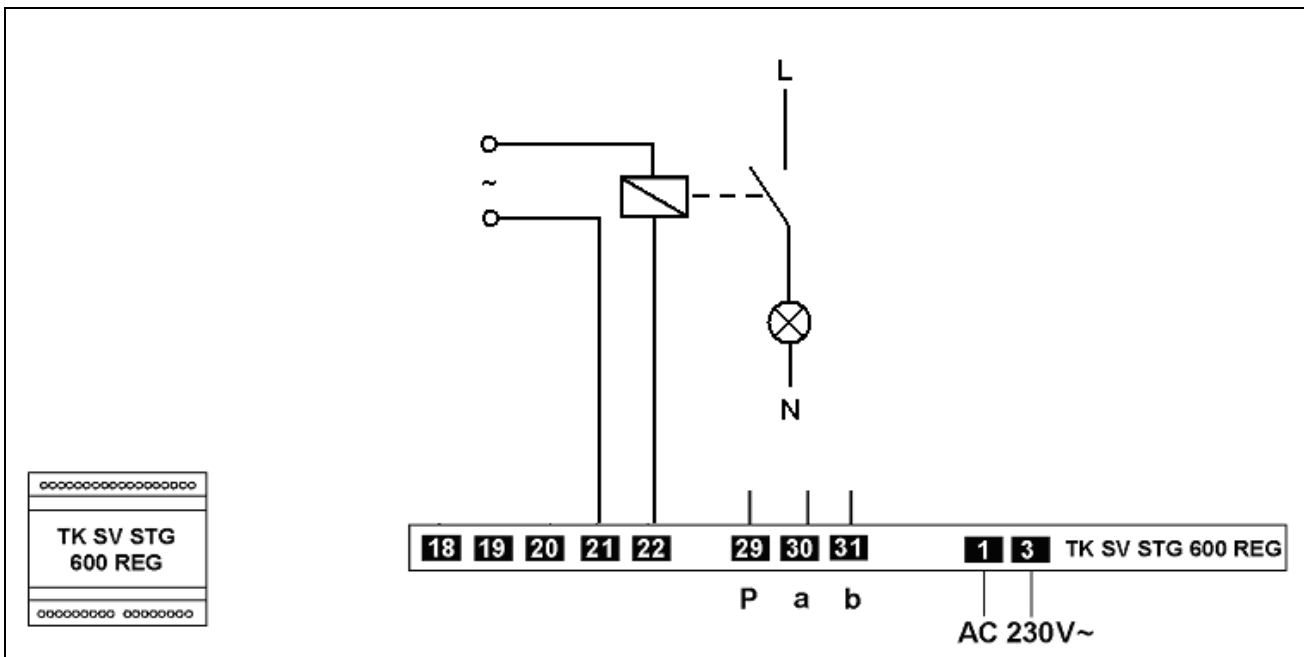 L
~
N
TK SV STG
600 REG
18 19 20 21 22 29 30 31 1 3 TK SV STG 600 REG
P a b
AC 230V~